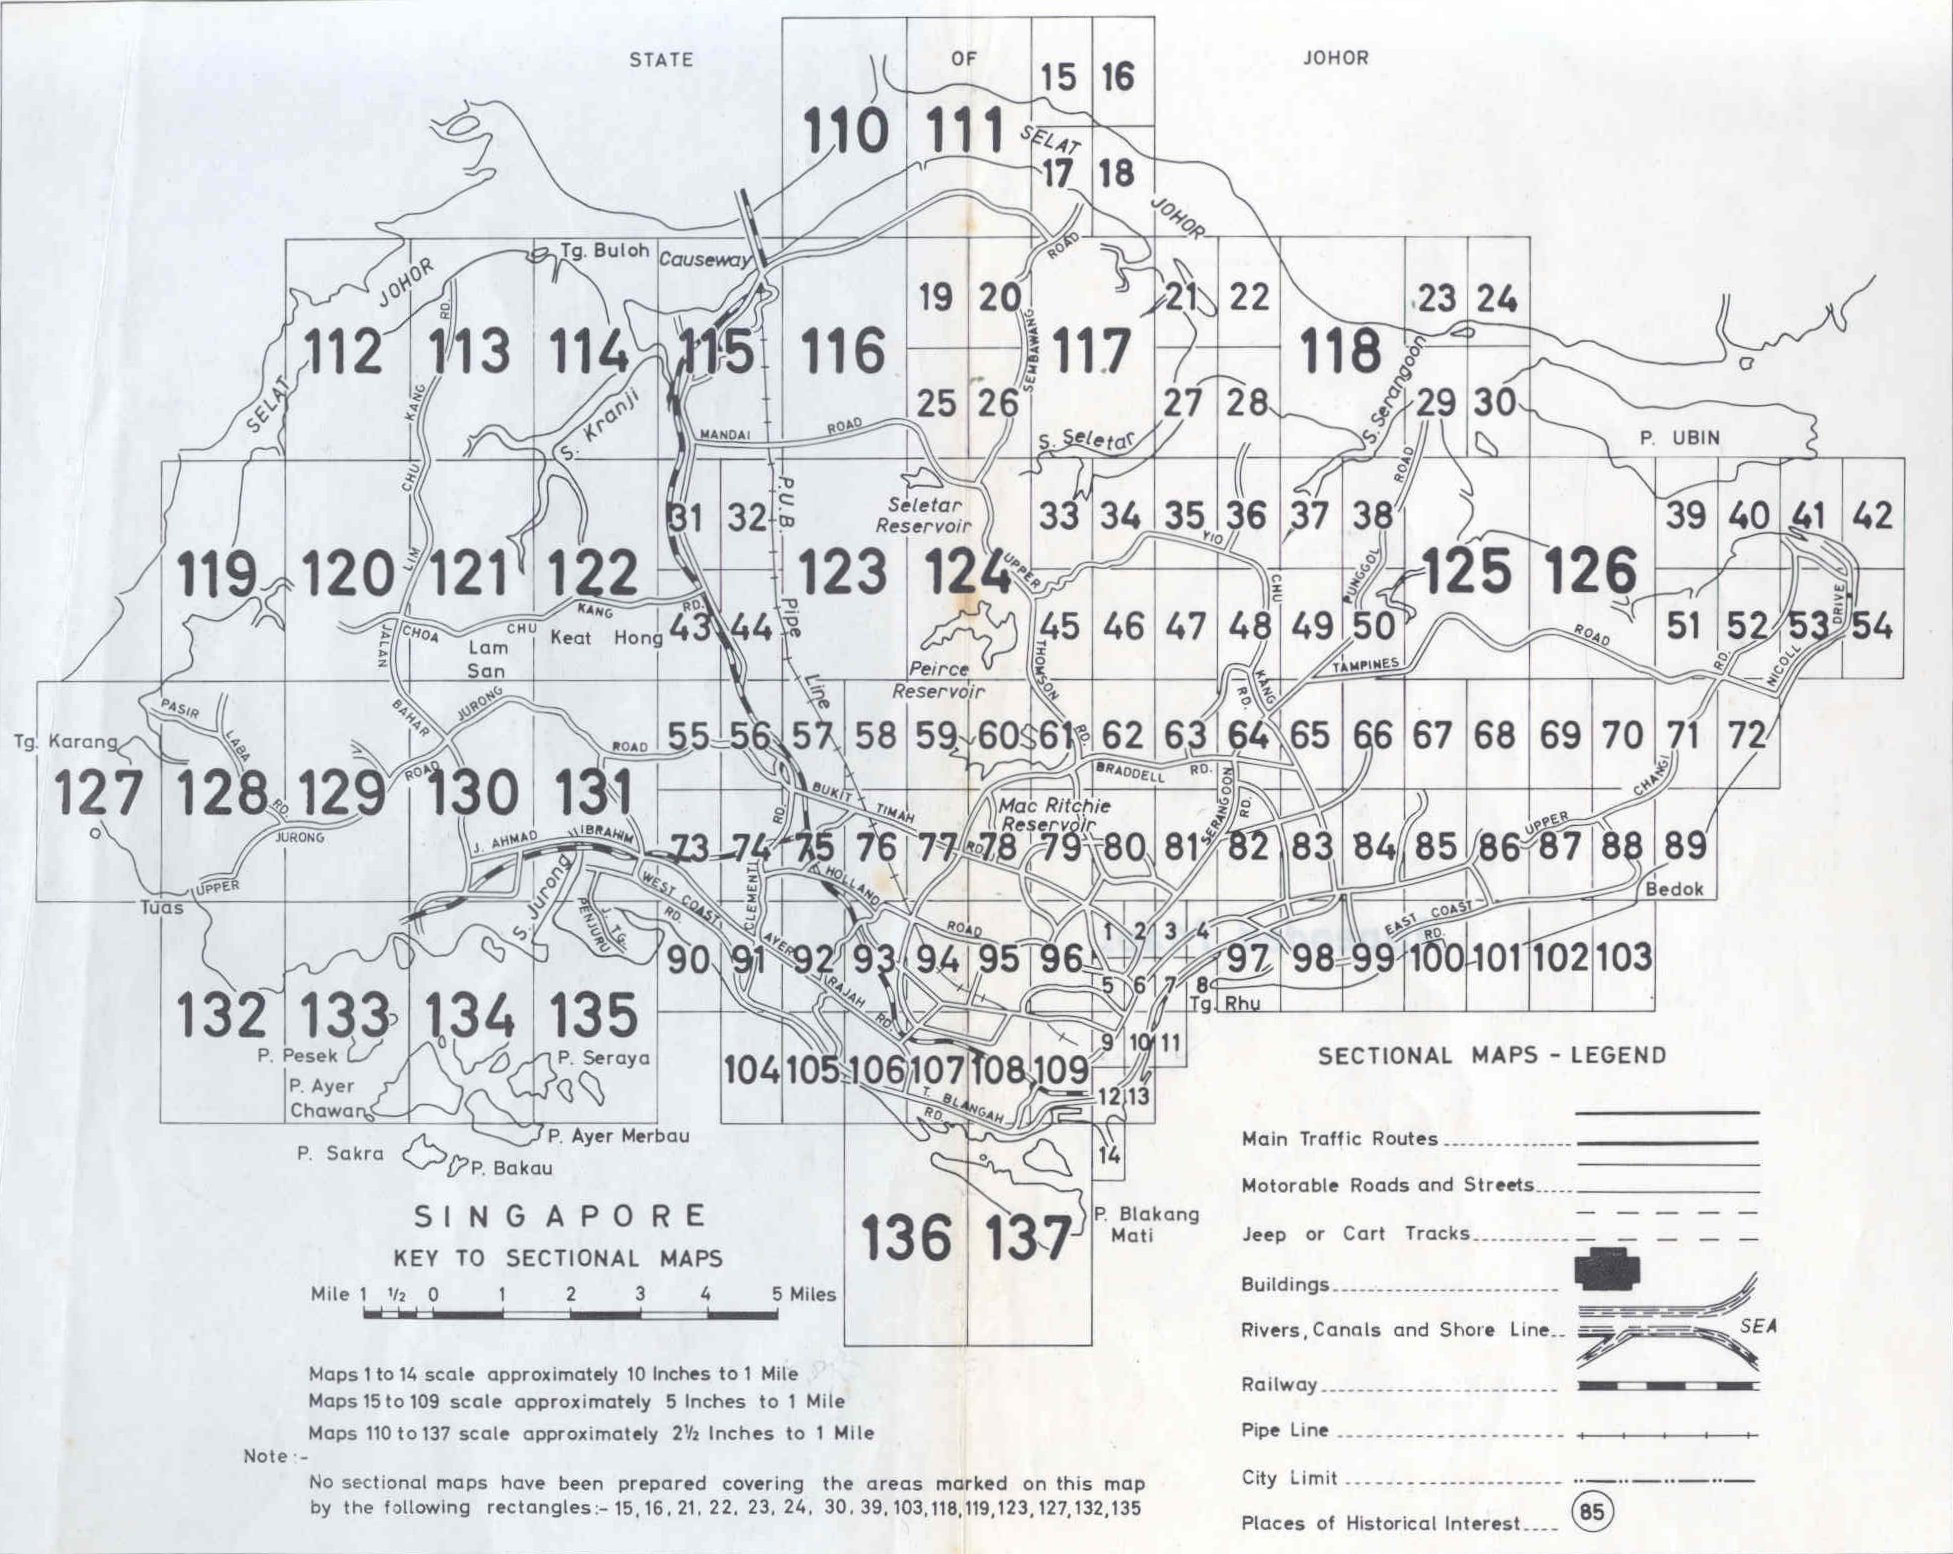 STATE OF JOHOR
15 16
110 111 SELAT
17 18
JOHOR
Tg. Buloh Causeway
JOHOR
ROAD
RD.
19 20 21 22 23 24
112 113 114 115 116 117 118
SEMBAWANG
SELAT
KANG
S. Kranji
25 26 27 28 29 30
S. Serangoon
MANDAI ROAD
S. Seletar
P. UBIN
CHU
ROAD
P.U.B
Seletar
Reservoir
31 32 33 34 35 36 37 38 39 40 41 42
YIO
LIM
UPPER
119 120 121 122 123 124 125 126
CHU
PUNGGOL
DRIVE
KANG RD.
Pipe
43 44 45 46 47 48 49 50 51 52 53 54
CHOA CHU
Lam
San
Keat Hong
JALAN
ROAD
THOMSON
TAMPINES
RD.
NICOLL
Peirce
Reservoir
Line
KANG
RD.
PASIR
LABA
BAHAR
JURONG
Tg. Karang
ROAD
55 56 57 58 59 60 61 62 63 64 65 66 67 68 69 70 71 72
RD.
BRADDELL RD.
ROAD
127 128 129 130 131
BUKIT TIMAH
RD.
CHANGI
SERANGOON
RD.
Mac Ritchie
Reservoir
RD.
JURONG
J. AHMAD IBRAHIM
UPPER
73 74 75 76 77 78 79 80 81 82 83 84 85 86 87 88 89
RD.
UPPER
Tuas
WEST COAST
RD.
CLEMENTI
HOLLAND
Bedok
S. Jurong
J. TG.
PENJURU
ROAD
EAST COAST
RD.
1 2 3 4
AYER
90 91 92 93 94 95 96 97 98 99 100 101 102 103
RAJAH
RD.
5 6 7 8
Tg. Rhu
132 133 134 135
9 10 11
P. Pesek
P. Seraya
104 105 106 107 108 109
P. Ayer
Chawan
T. BLANGAH
RD.
12 13
P. Ayer Merbau
P. Sakra
P. Bakau
14
136 137
P. Blakang
Mati
SINGAPORE
KEY TO SECTIONAL MAPS
Mile 1 1/2 0 1 2 3 4 5 Miles
Maps 1 to 14 scale approximately 10 Inches to 1 Mile
Maps 15 to 109 scale approximately 5 Inches to 1 Mile
Maps 110 to 137 scale approximately 2½ Inches to 1 Mile
Note :-
No sectional maps have been prepared covering the areas marked on this map
by the following rectangles:- 15, 16, 21, 22, 23, 24, 30, 39, 103, 118, 119, 123, 127, 132, 135
SECTIONAL MAPS - LEGEND
Main Traffic Routes
Motorable Roads and Streets
Jeep or Cart Tracks
Buildings
Rivers, Canals and Shore Line
SEA
Railway
Pipe Line
City Limit
Places of Historical Interest
85